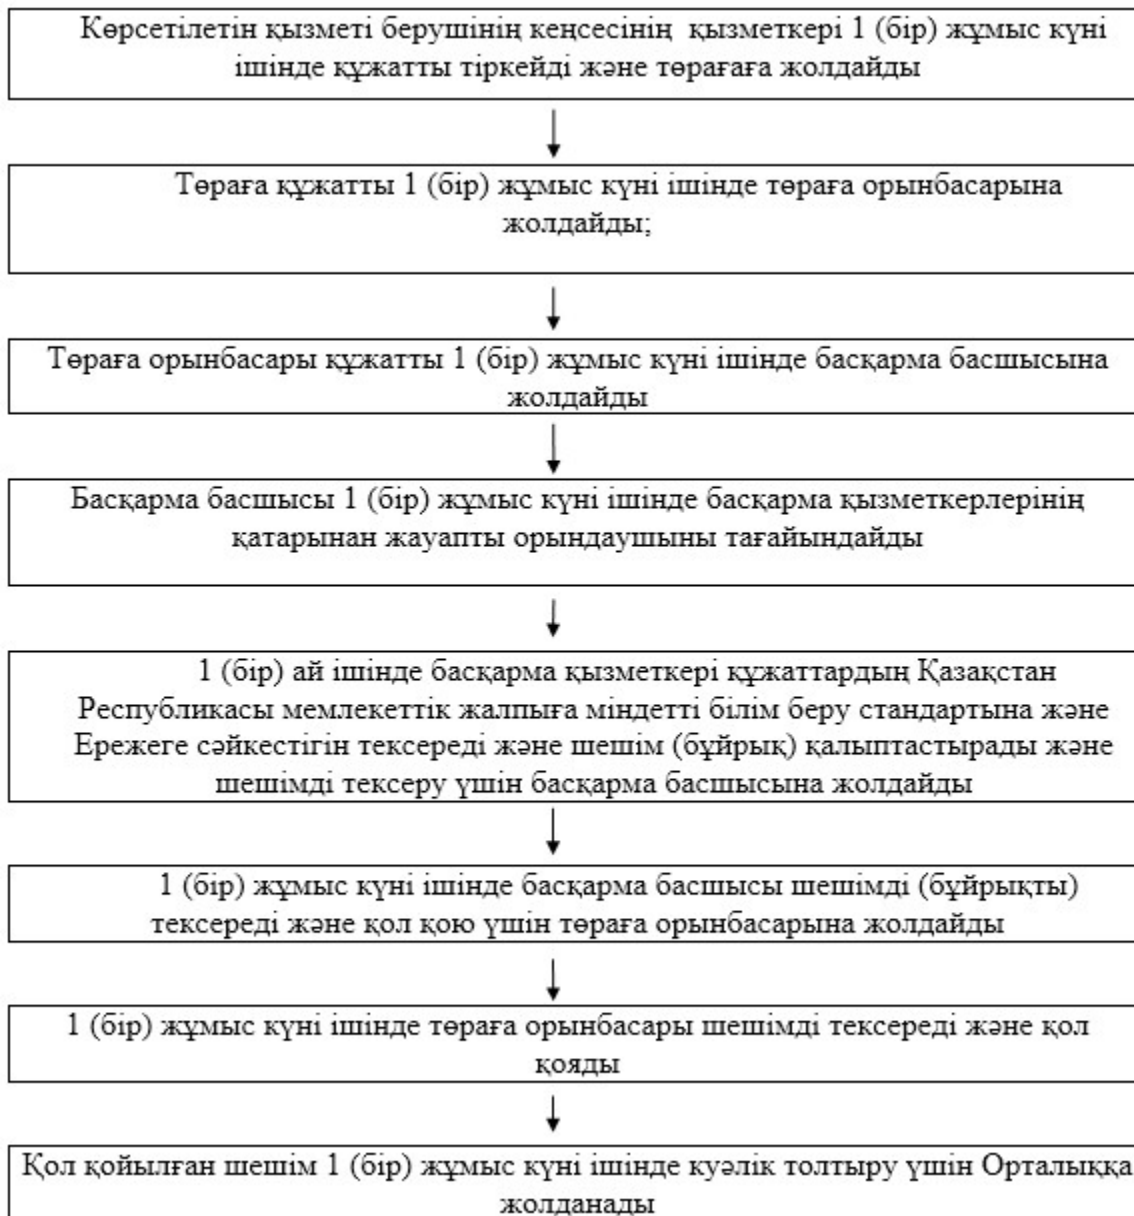 Көрсетілетін қызметі берушінің кеңсесінің қызметкері 1 (бір) жұмыс күні
ішінде құжатты тіркейді және төрағаға жолдайды
Төраға құжатты 1 (бір) жұмыс күні ішінде төраға орынбасарына
жолдайды;
Төраға орынбасары құжатты 1 (бір) жұмыс күні ішінде басқарма басшысына
жолдайды
Басқарма басшысы 1 (бір) жұмыс күні ішінде басқарма қызметкерлерінің
қатарынан жауапты орындаушыны тағайындайды
1 (бір) ай ішінде басқарма қызметкері құжаттардың Қазақстан
Республикасы мемлекеттік жалпыға міндетті білім беру стандартына және
Ережеге сәйкестігін тексереді және шешім (бұйрық) қалыптастырады және
шешімді тексеру үшін басқарма басшысына жолдайды
1 (бір) жұмыс күні ішінде басқарма басшысы шешімді (бұйрықты)
тексереді және қол қою үшін төраға орынбасарына жолдайды
1 (бір) жұмыс күні ішінде төраға орынбасары шешімді тексереді және қол
қояды
Қол қойылған шешім 1 (бір) жұмыс күні ішінде куәлік толтыру үшін Орталыққа
жолданады